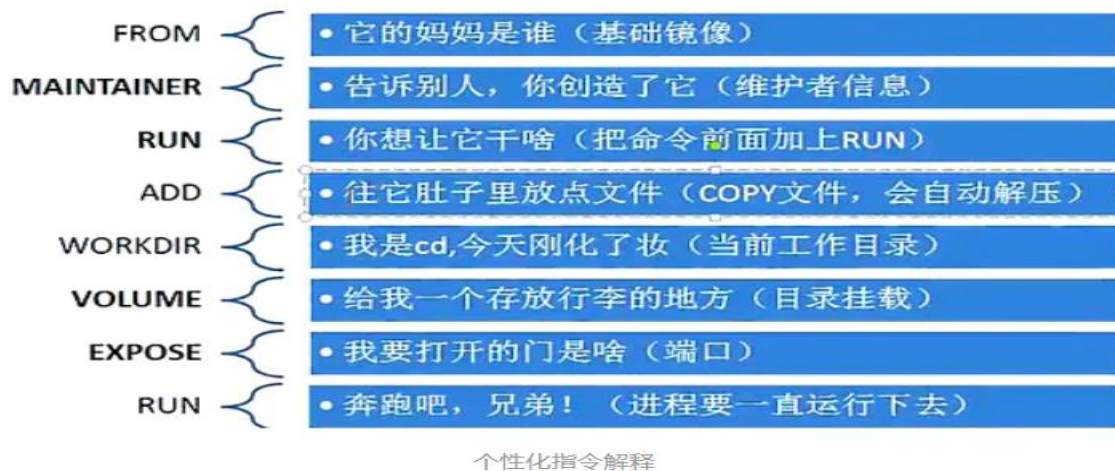 FROM • 它的妈妈是谁（基础镜像）
MAINTAINER • 告诉别人，你创造了它（维护者信息）
RUN • 你想让它干啥（把命令前面加上RUN）
ADD • 往它肚子里放点文件（COPY文件，会自动解压）
WORKDIR • 我是cd,今天刚化了妆（当前工作目录）
VOLUME • 给我一个存放行李的地方（目录挂载）
EXPOSE • 我要打开的门是啥（端口）
RUN • 奔跑吧，兄弟！（进程要一直运行下去）
个性化指令解释